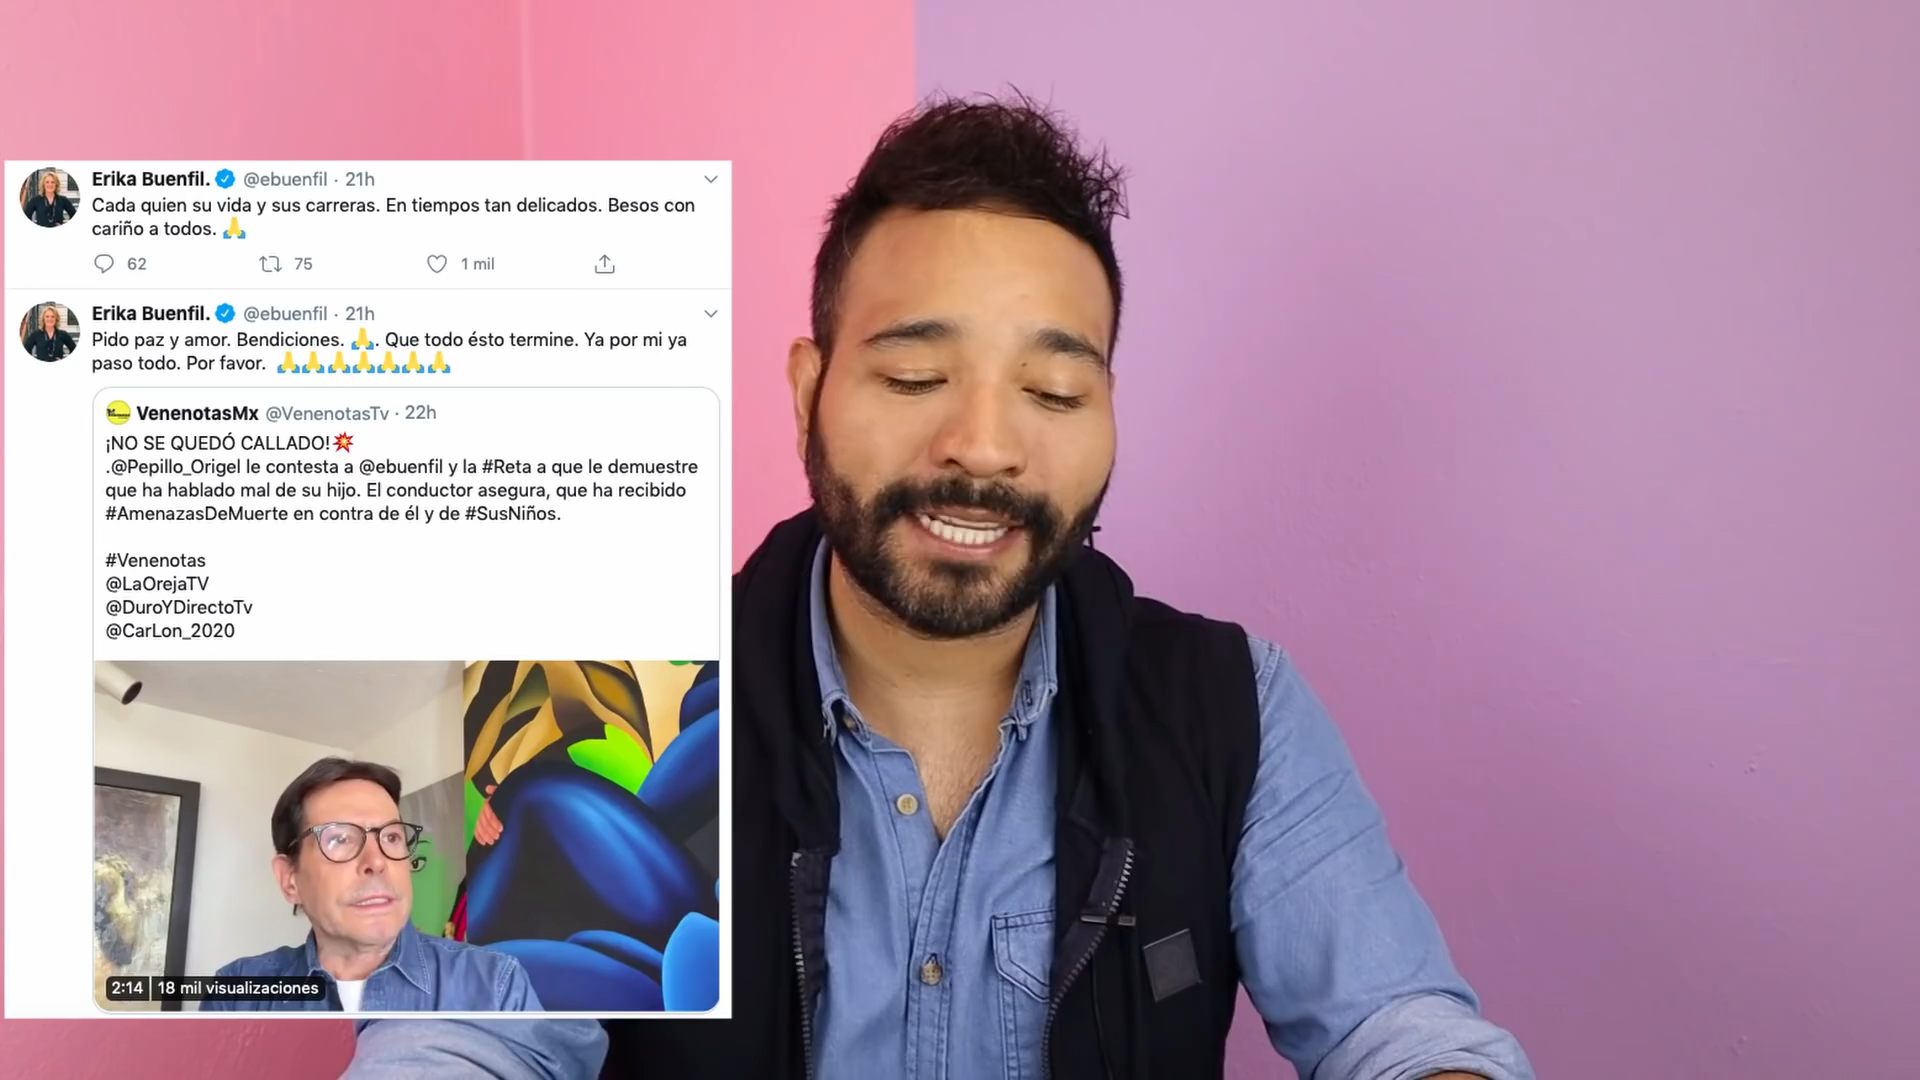 Erika Buenfil. @ebuenfil · 21h
Cada quien su vida y sus carreras. En tiempos tan delicados. Besos con
cariño a todos. 🙏
62 75 1 mil
Erika Buenfil. @ebuenfil · 21h
Pido paz y amor. Bendiciones. 🙏. Que todo ésto termine. Ya por mi ya
paso todo. Por favor. 🙏🙏🙏🙏🙏🙏🙏
VenenotasMx @VenenotasTv · 22h
¡NO SE QUEDÓ CALLADO!💥
.@Pepillo_Origel le contesta a @ebuenfil y la #Reta a que le demuestre
que ha hablado mal de su hijo. El conductor asegura, que ha recibido
#AmenazasDeMuerte en contra de él y de #SusNiños.
#Venenotas
@LaOrejaTV
@DuroYDirectoTv
@CarLon_2020
2:14 18 mil visualizaciones